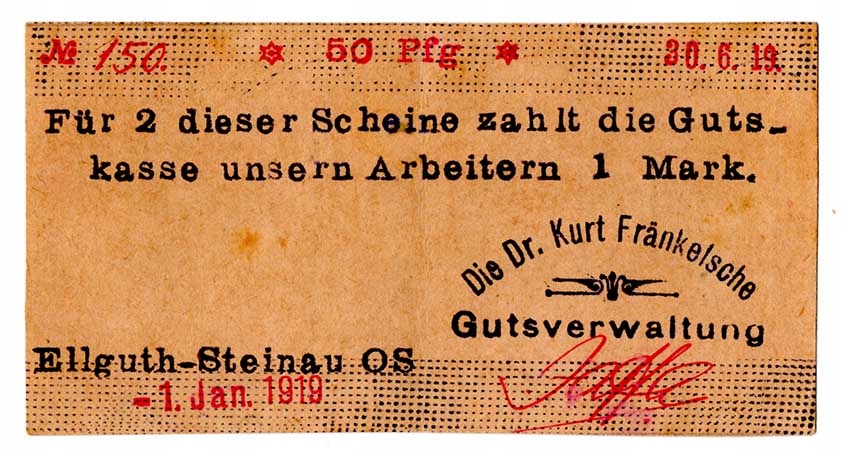 № 150. ✡ 50 Pfg ✡ 30.6.19.
Für 2 dieser Scheine zahlt die Guts-
kasse unsern Arbeitern 1 Mark.
Die Dr. Kurt Fränkelsche
Gutsverwaltung
Ellguth-Steinau OS
-1. Jan. 1919